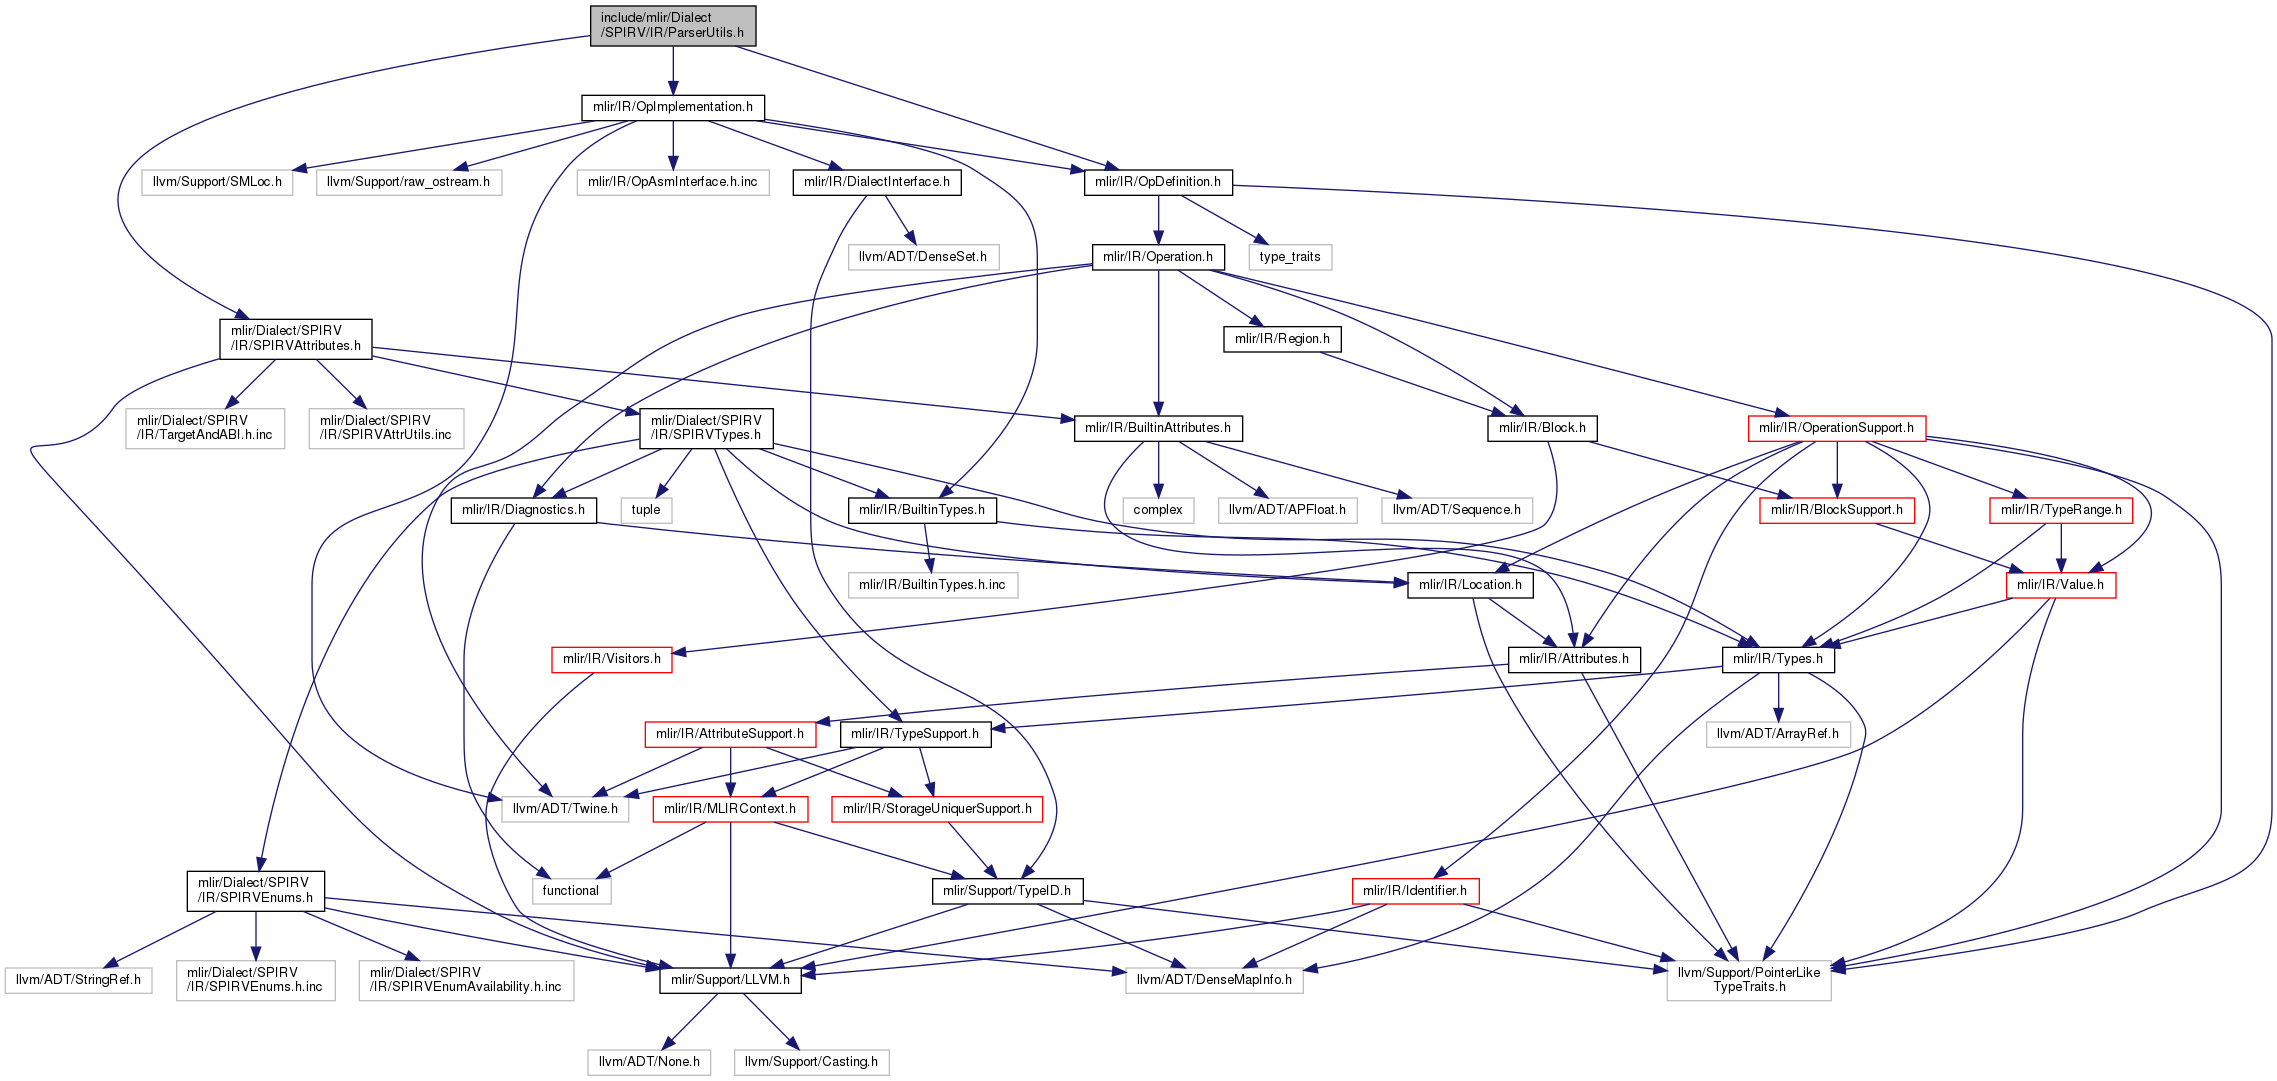 include/mlir/Dialect
/SPIRV/IR/ParserUtils.h
mlir/IR/OpImplementation.h
llvm/Support/SMLoc.h
llvm/Support/raw_ostream.h
mlir/IR/OpAsmInterface.h.inc
mlir/IR/DialectInterface.h
mlir/IR/OpDefinition.h
llvm/ADT/DenseSet.h
mlir/IR/Operation.h
type_traits
mlir/Dialect/SPIRV
/IR/SPIRVAttributes.h
mlir/IR/Region.h
mlir/Dialect/SPIRV
/IR/TargetAndABI.h.inc
mlir/Dialect/SPIRV
/IR/SPIRVAttrUtils.inc
mlir/Dialect/SPIRV
/IR/SPIRVTypes.h
mlir/IR/BuiltinAttributes.h
mlir/IR/Block.h
mlir/IR/OperationSupport.h
mlir/IR/Diagnostics.h
tuple
mlir/IR/BuiltinTypes.h
complex
llvm/ADT/APFloat.h
llvm/ADT/Sequence.h
mlir/IR/BlockSupport.h
mlir/IR/TypeRange.h
mlir/IR/BuiltinTypes.h.inc
mlir/IR/Location.h
mlir/IR/Value.h
mlir/IR/Visitors.h
mlir/IR/Attributes.h
mlir/IR/Types.h
mlir/IR/AttributeSupport.h
mlir/IR/TypeSupport.h
llvm/ADT/ArrayRef.h
llvm/ADT/Twine.h
mlir/IR/MLIRContext.h
mlir/IR/StorageUniquerSupport.h
mlir/Dialect/SPIRV
/IR/SPIRVEnums.h
functional
mlir/Support/TypeID.h
mlir/IR/Identifier.h
llvm/ADT/StringRef.h
mlir/Dialect/SPIRV
/IR/SPIRVEnums.h.inc
mlir/Dialect/SPIRV
/IR/SPIRVEnumAvailability.h.inc
mlir/Support/LLVM.h
llvm/ADT/DenseMapInfo.h
llvm/Support/PointerLike
TypeTraits.h
llvm/ADT/None.h
llvm/Support/Casting.h